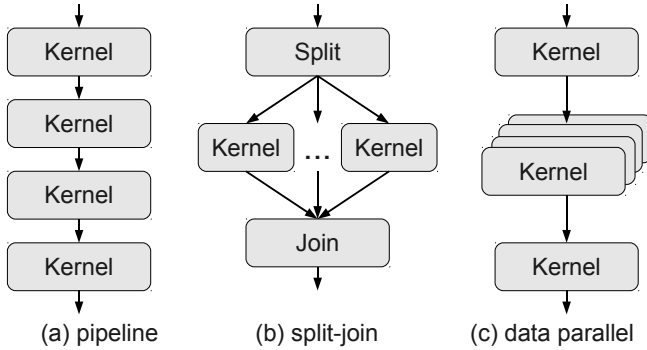 Kernel
Kernel
Kernel
Kernel
(a) pipeline
Split
Kernel ... Kernel
Join
(b) split-join
Kernel
Kernel
Kernel
(c) data parallel